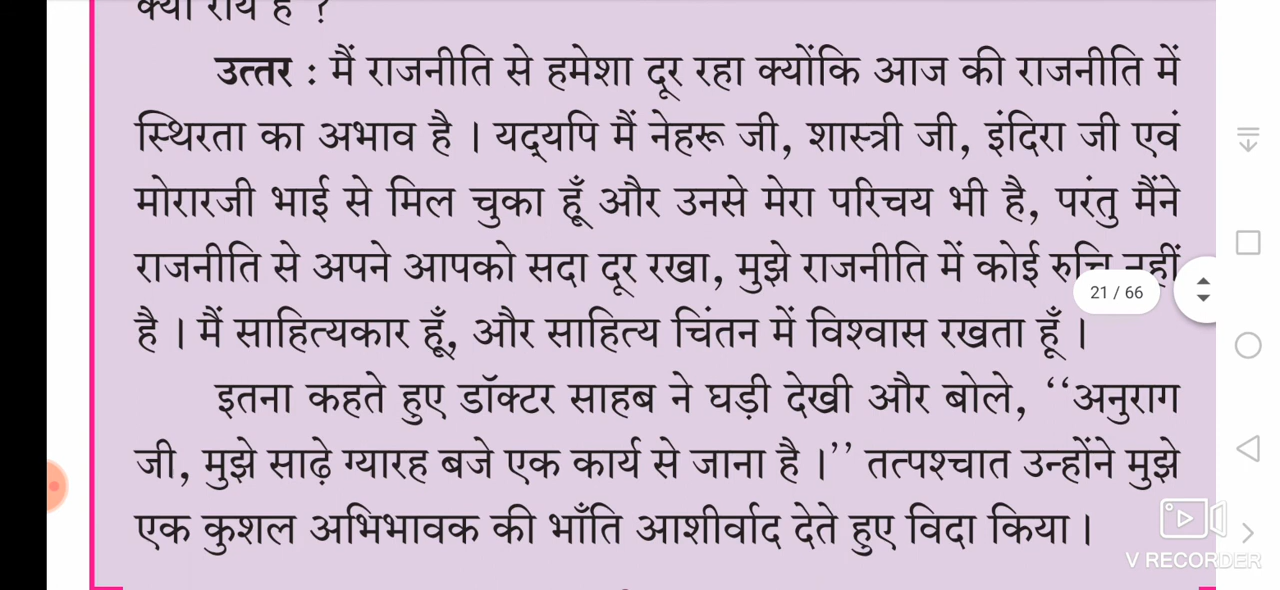 क्या राय है ?
उत्तर : मैं राजनीति से हमेशा दूर रहा क्योंकि आज की राजनीति में
स्थिरता का अभाव है । यद्यपि मैं नेहरू जी, शास्त्री जी, इंदिरा जी एवं
मोरारजी भाई से मिल चुका हूँ और उनसे मेरा परिचय भी है, परंतु मैंने
राजनीति से अपने आपको सदा दूर रखा, मुझे राजनीति में कोई रुचि नहीं
21 / 66
है । मैं साहित्यकार हूँ, और साहित्य चिंतन में विश्वास रखता हूँ ।
इतना कहते हुए डॉक्टर साहब ने घड़ी देखी और बोले, ‘‘अनुराग
जी, मुझे साढ़े ग्यारह बजे एक कार्य से जाना है ।’’ तत्पश्चात उन्होंने मुझे
एक कुशल अभिभावक की भाँति आशीर्वाद देते हुए विदा किया ।
V RECORDER